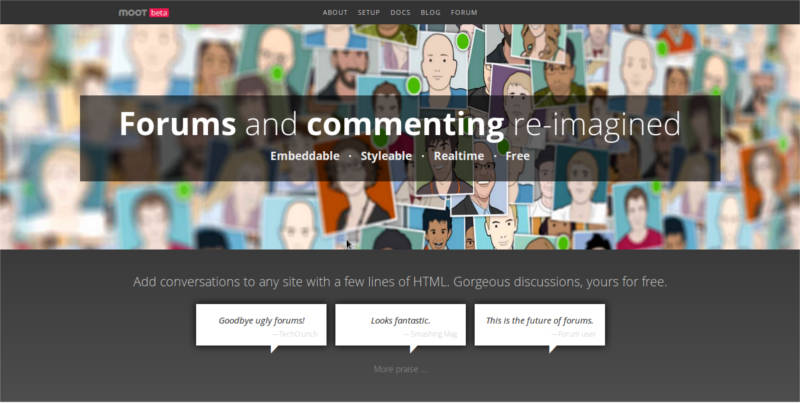 MOOT beta
ABOUT SETUP DOCS BLOG FORUM
Forums and commenting re-imagined
Embeddable · Styleable · Realtime · Free
Add conversations to any site with a few lines of HTML. Gorgeous discussions, yours for free.
Goodbye ugly forums!
—TechCrunch
Looks fantastic.
—Smashing Mag
This is the future of forums.
—Forum user
More praise ...